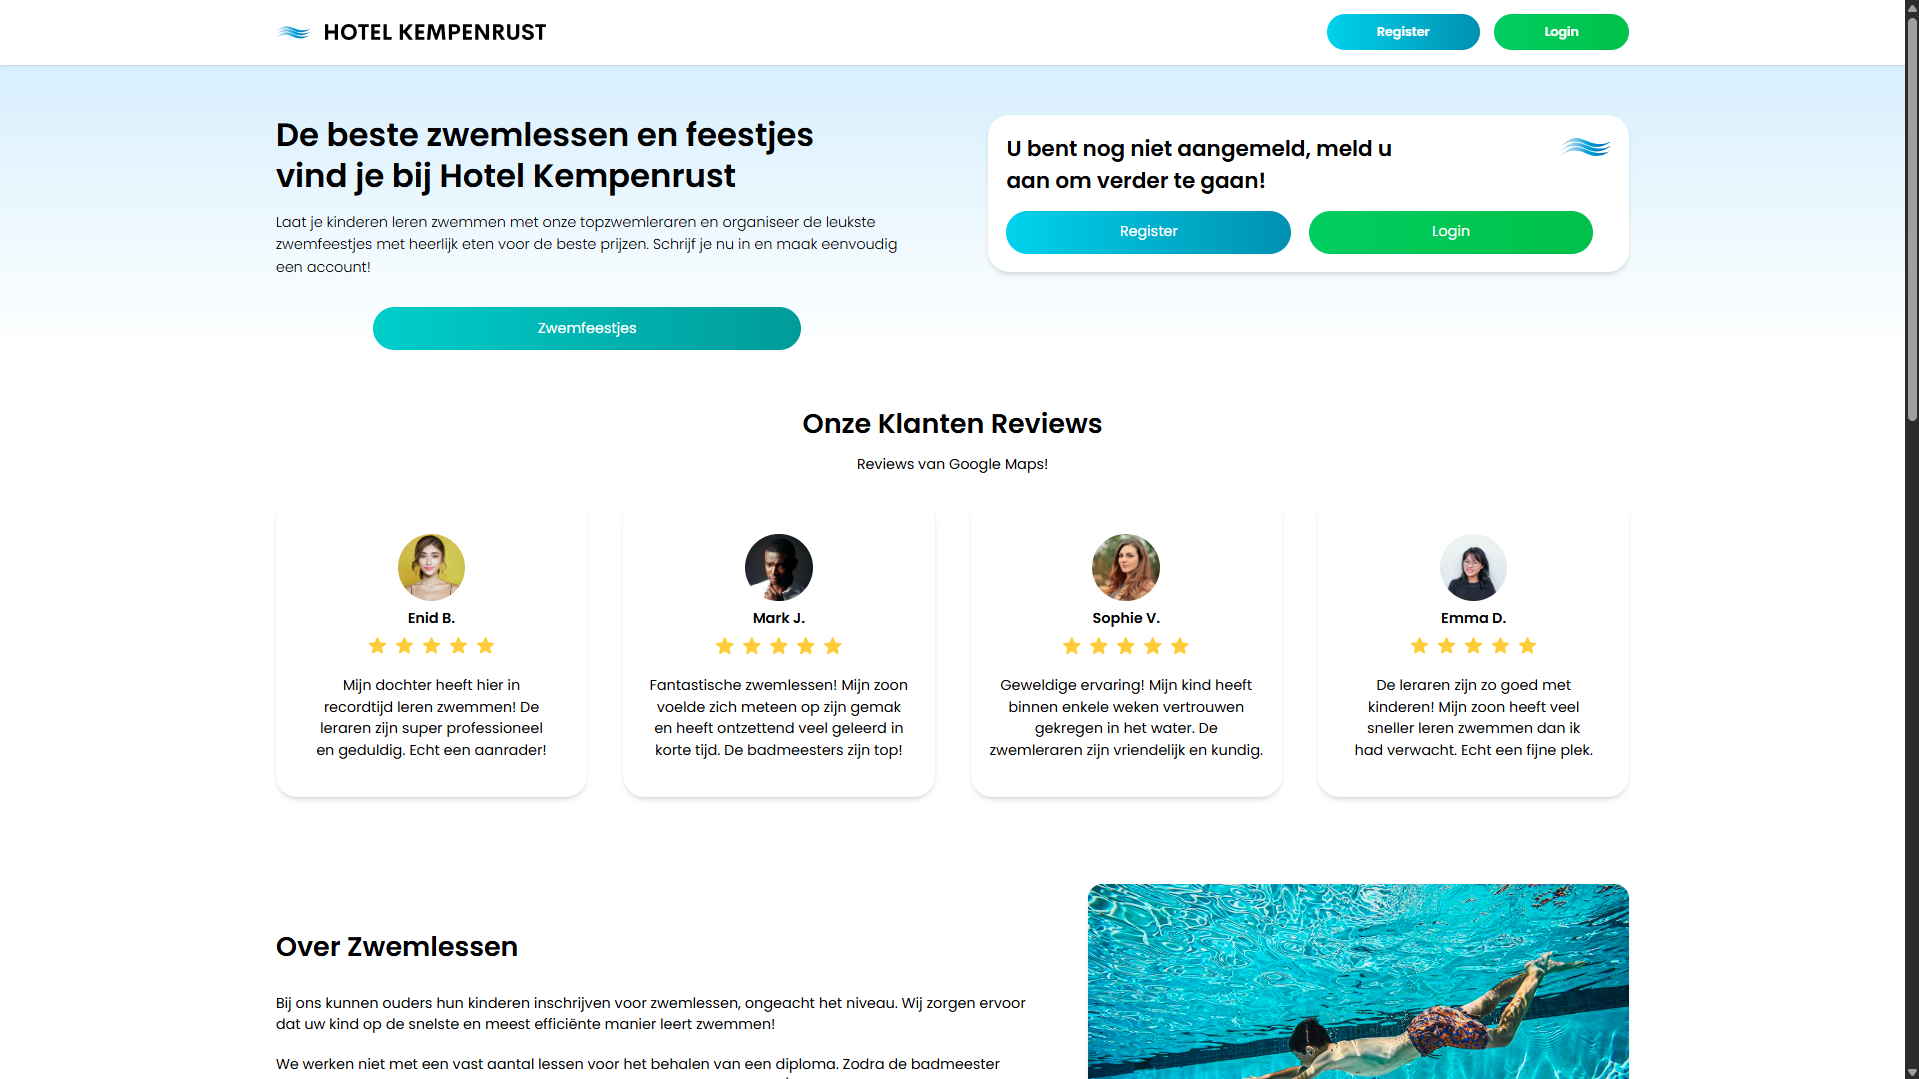 HOTEL KEMPENRUST
Register
Login
De beste zwemlessen en feestjes
vind je bij Hotel Kempenrust
Laat je kinderen leren zwemmen met onze topzwemleraren en organiseer de leukste
zwemfeestjes met heerlijk eten voor de beste prijzen. Schrijf je nu in en maak eenvoudig
een account!
Zwemfeestjes
U bent nog niet aangemeld, meld u
aan om verder te gaan!
Register
Login
Onze Klanten Reviews
Reviews van Google Maps!
Enid B.
Mijn dochter heeft hier in
recordtijd leren zwemmen! De
leraren zijn super professioneel
en geduldig. Echt een aanrader!
Mark J.
Fantastische zwemlessen! Mijn zoon
voelde zich meteen op zijn gemak
en heeft ontzettend veel geleerd in
korte tijd. De badmeesters zijn top!
Sophie V.
Geweldige ervaring! Mijn kind heeft
binnen enkele weken vertrouwen
gekregen in het water. De
zwemleraren zijn vriendelijk en kundig.
Emma D.
De leraren zijn zo goed met
kinderen! Mijn zoon heeft veel
sneller leren zwemmen dan ik
had verwacht. Echt een fijne plek.
Over Zwemlessen
Bij ons kunnen ouders hun kinderen inschrijven voor zwemlessen, ongeacht het niveau. Wij zorgen ervoor
dat uw kind op de snelste en meest efficiënte manier leert zwemmen!
We werken niet met een vast aantal lessen voor het behalen van een diploma. Zodra de badmeester